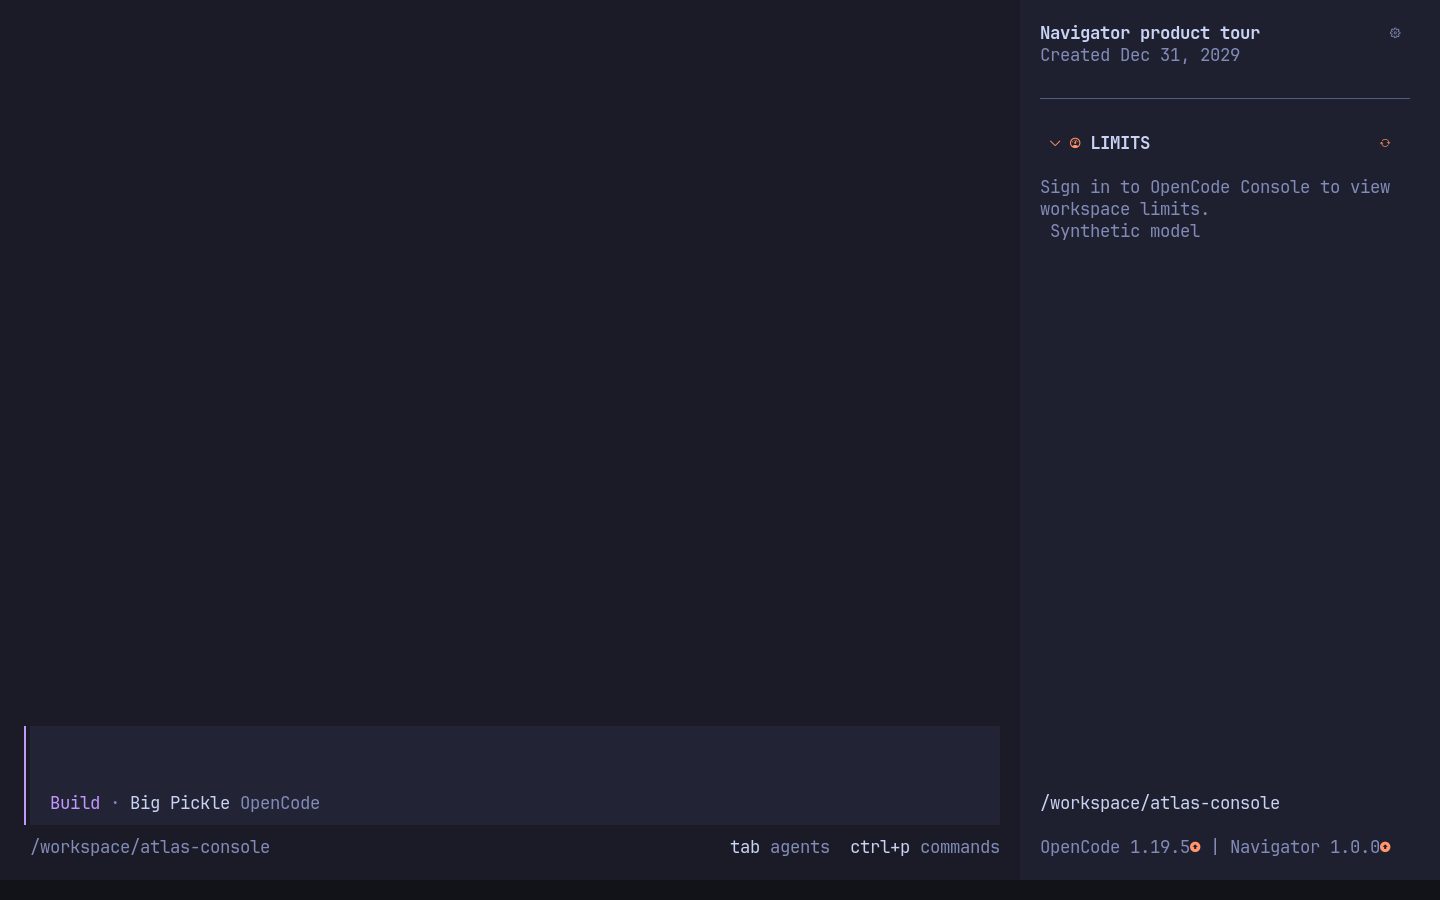 Navigator product tour
Created Dec 31, 2029
LIMITS
Sign in to OpenCode Console to view
workspace limits.
Synthetic model
Build · Big Pickle OpenCode
/workspace/atlas-console
tab agents  ctrl+p commands
/workspace/atlas-console
OpenCode 1.19.5 | Navigator 1.0.0